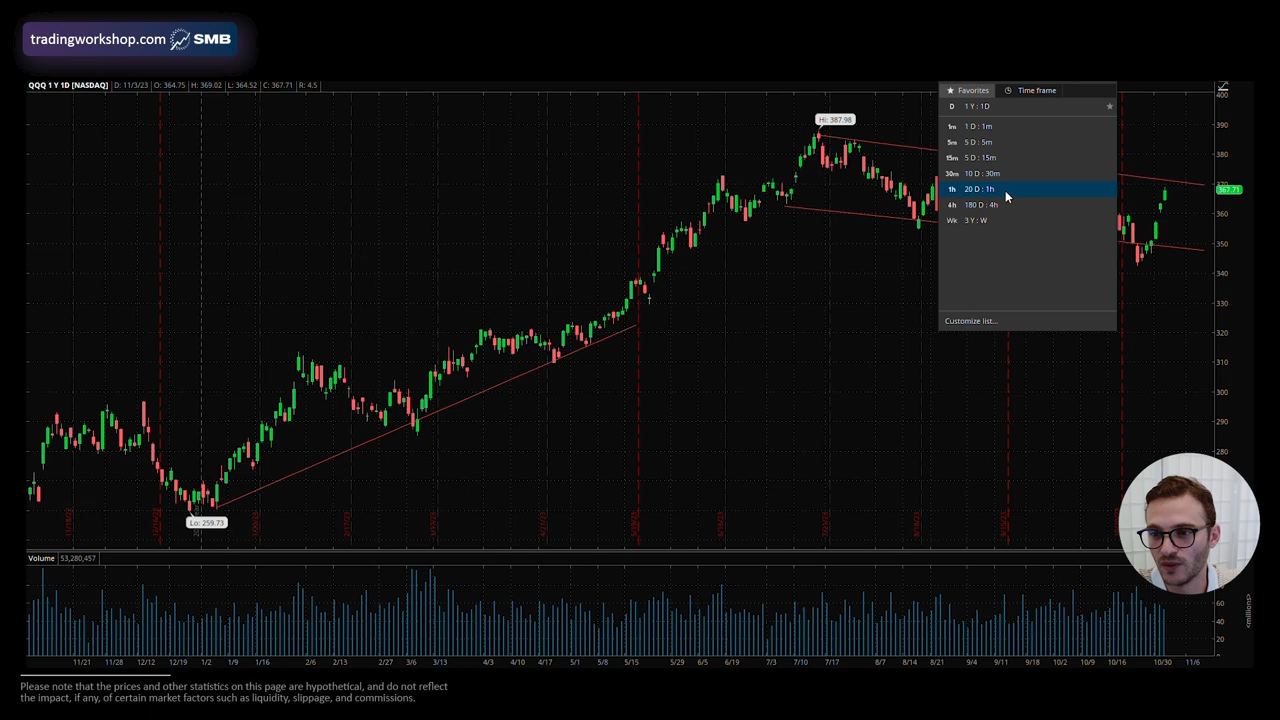 tradingworkshop.com SMB
QQQ 1 Y 1D [NASDAQ] D: 11/3/23 O: 364.75 H: 369.02 L: 364.52 C: 367.71 R: 4.5
Favorites Time frame
D 1 Y : 1D
1m 1 D : 1m
5m 5 D : 5m
15m 5 D : 15m
30m 10 D : 30m
1h 20 D : 1h
4h 180 D : 4h
Wk 3 Y : W
Customize list...
Hi: 387.98
Lo: 259.73
400
390
380
370
367.71
360
350
340
330
320
310
300
290
280
Volume 53,280,457
60
40
20
0
<millions>
11/21 11/28 12/12 12/19 1/2 1/9 1/16 2/6 2/13 2/27 3/6 3/13 4/3 4/10 4/17 5/1 5/8 5/15 5/29 6/5 6/19 7/3 7/10 7/17 8/7 8/14 8/21 9/4 9/11 9/18 10/2 10/9 10/16 10/30 11/6
Please note that the prices and other statistics on this page are hypothetical, and do not reflect
the impact, if any, of certain market factors such as liquidity, slippage, and commissions.